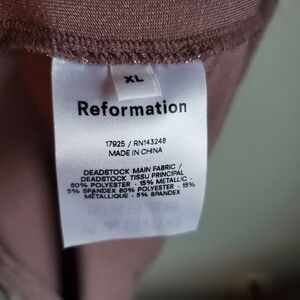 XL
Reformation
17925 / RN143248
MADE IN CHINA
DEADSTOCK MAIN FABRIC /
DEADSTOCK TISSU PRINCIPAL
80% POLYESTER - 15% METALLIC -
5% SPANDEX 80% POLYESTER - 15%
METALLIQUE - 5% SPANDEX